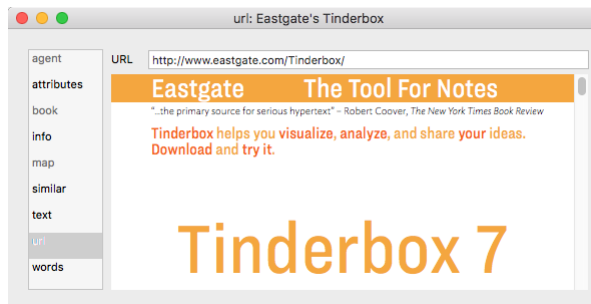 url: Eastgate's Tinderbox
agent
attributes
book
info
map
similar
text
url
words
URL http://www.eastgate.com/Tinderbox/
Eastgate The Tool For Notes
"...the primary source for serious hypertext" – Robert Coover, The New York Times Book Review
Tinderbox helps you visualize, analyze, and share your ideas.
Download and try it.
Tinderbox 7